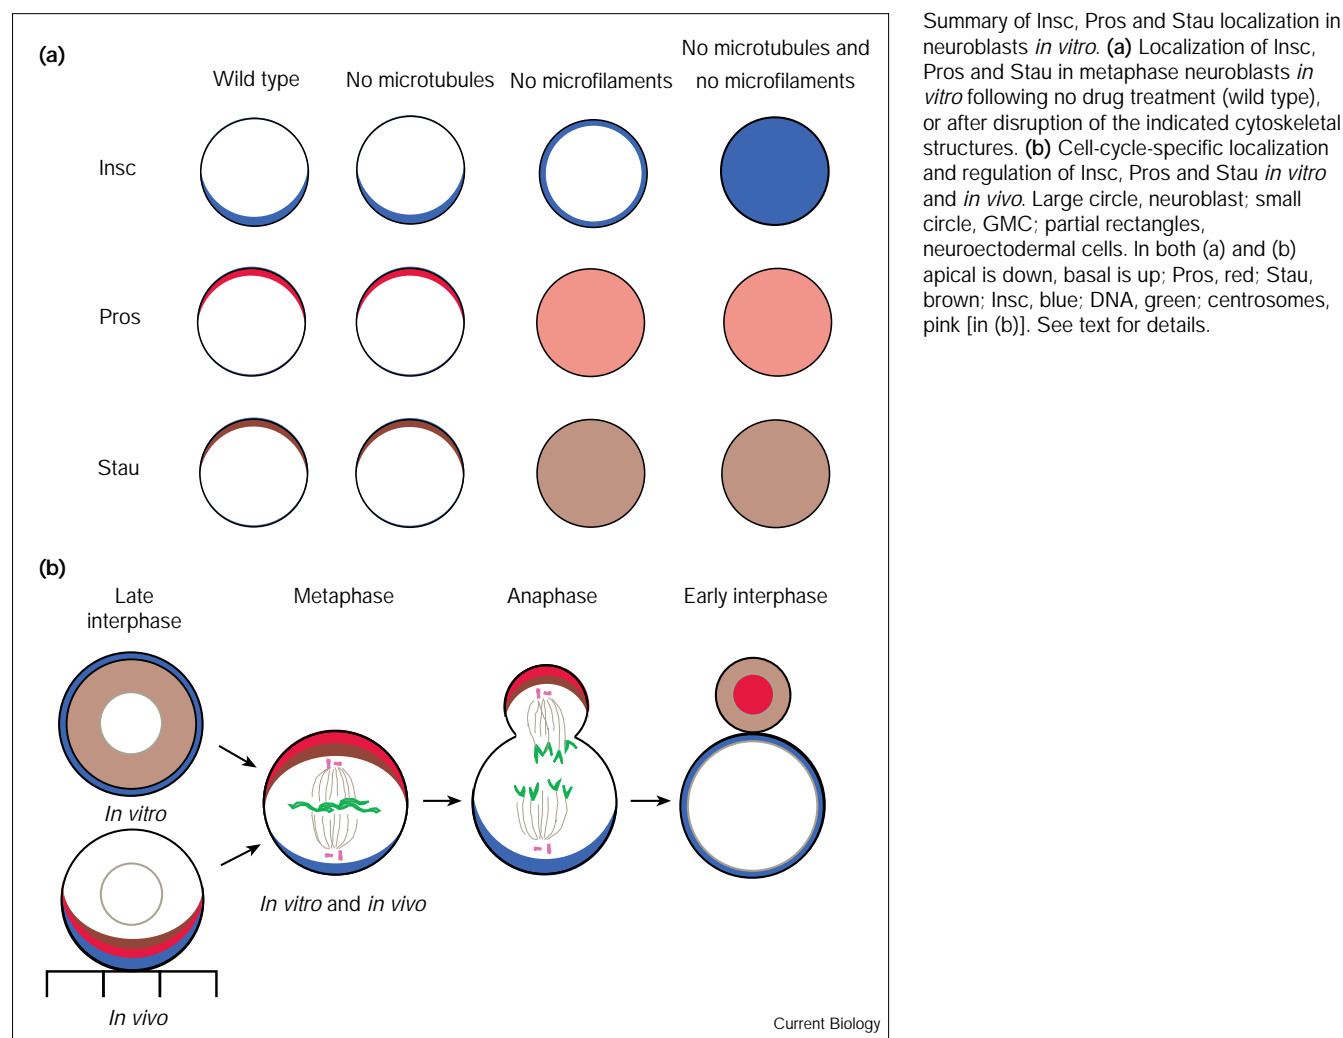 (a)
Wild type
No microtubules
No microfilaments
No microtubules and
no microfilaments
Insc
Pros
Stau
(b)
Late
interphase
Metaphase
Anaphase
Early interphase
In vitro
In vitro and in vivo
In vivo
Current Biology
Summary of Insc, Pros and Stau localization in
neuroblasts in vitro. (a) Localization of Insc,
Pros and Stau in metaphase neuroblasts in
vitro following no drug treatment (wild type),
or after disruption of the indicated cytoskeletal
structures. (b) Cell-cycle-specific localization
and regulation of Insc, Pros and Stau in vitro
and in vivo. Large circle, neuroblast; small
circle, GMC; partial rectangles,
neuroectodermal cells. In both (a) and (b)
apical is down, basal is up; Pros, red; Stau,
brown; Insc, blue; DNA, green; centrosomes,
pink [in (b)]. See text for details.